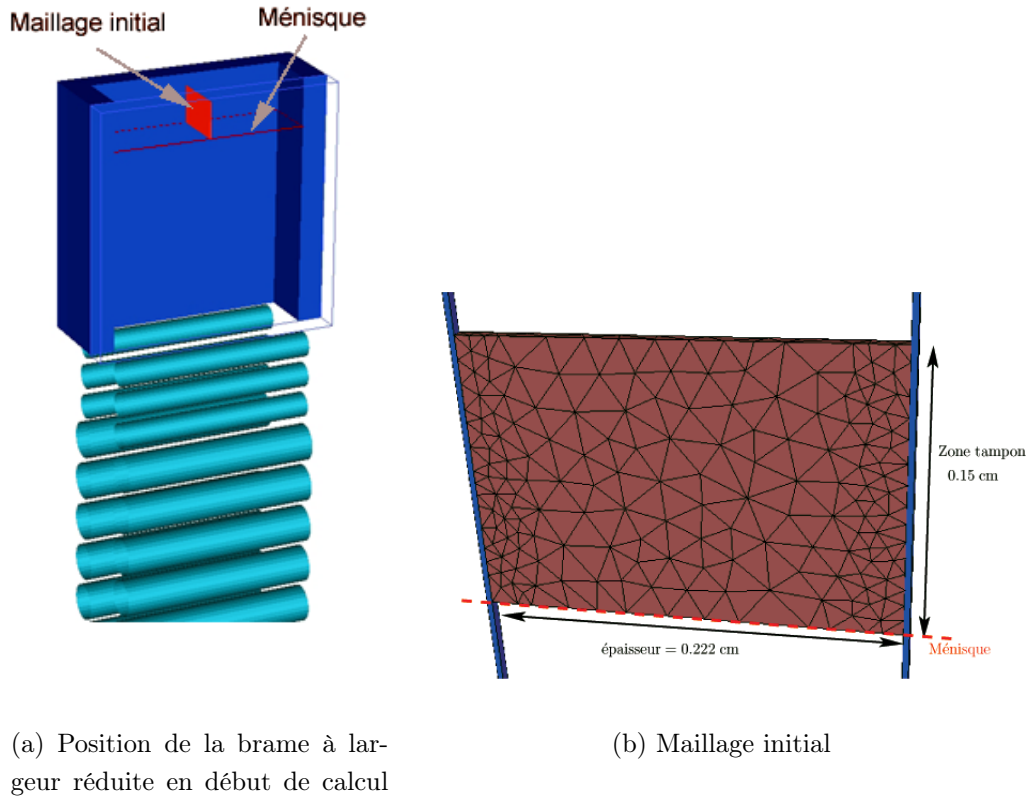 Maillage initial
Ménisque
Zone tampon
0.15 cm
épaisseur = 0.222 cm
Ménisque
(a) Position de la brame à lar-
geur réduite en début de calcul
(b) Maillage initial